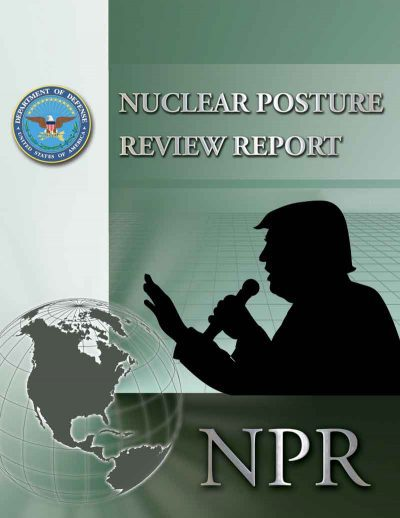 DEPARTMENT OF DEFENSE
UNITED STATES OF AMERICA
NUCLEAR POSTURE
REVIEW REPORT
NPR